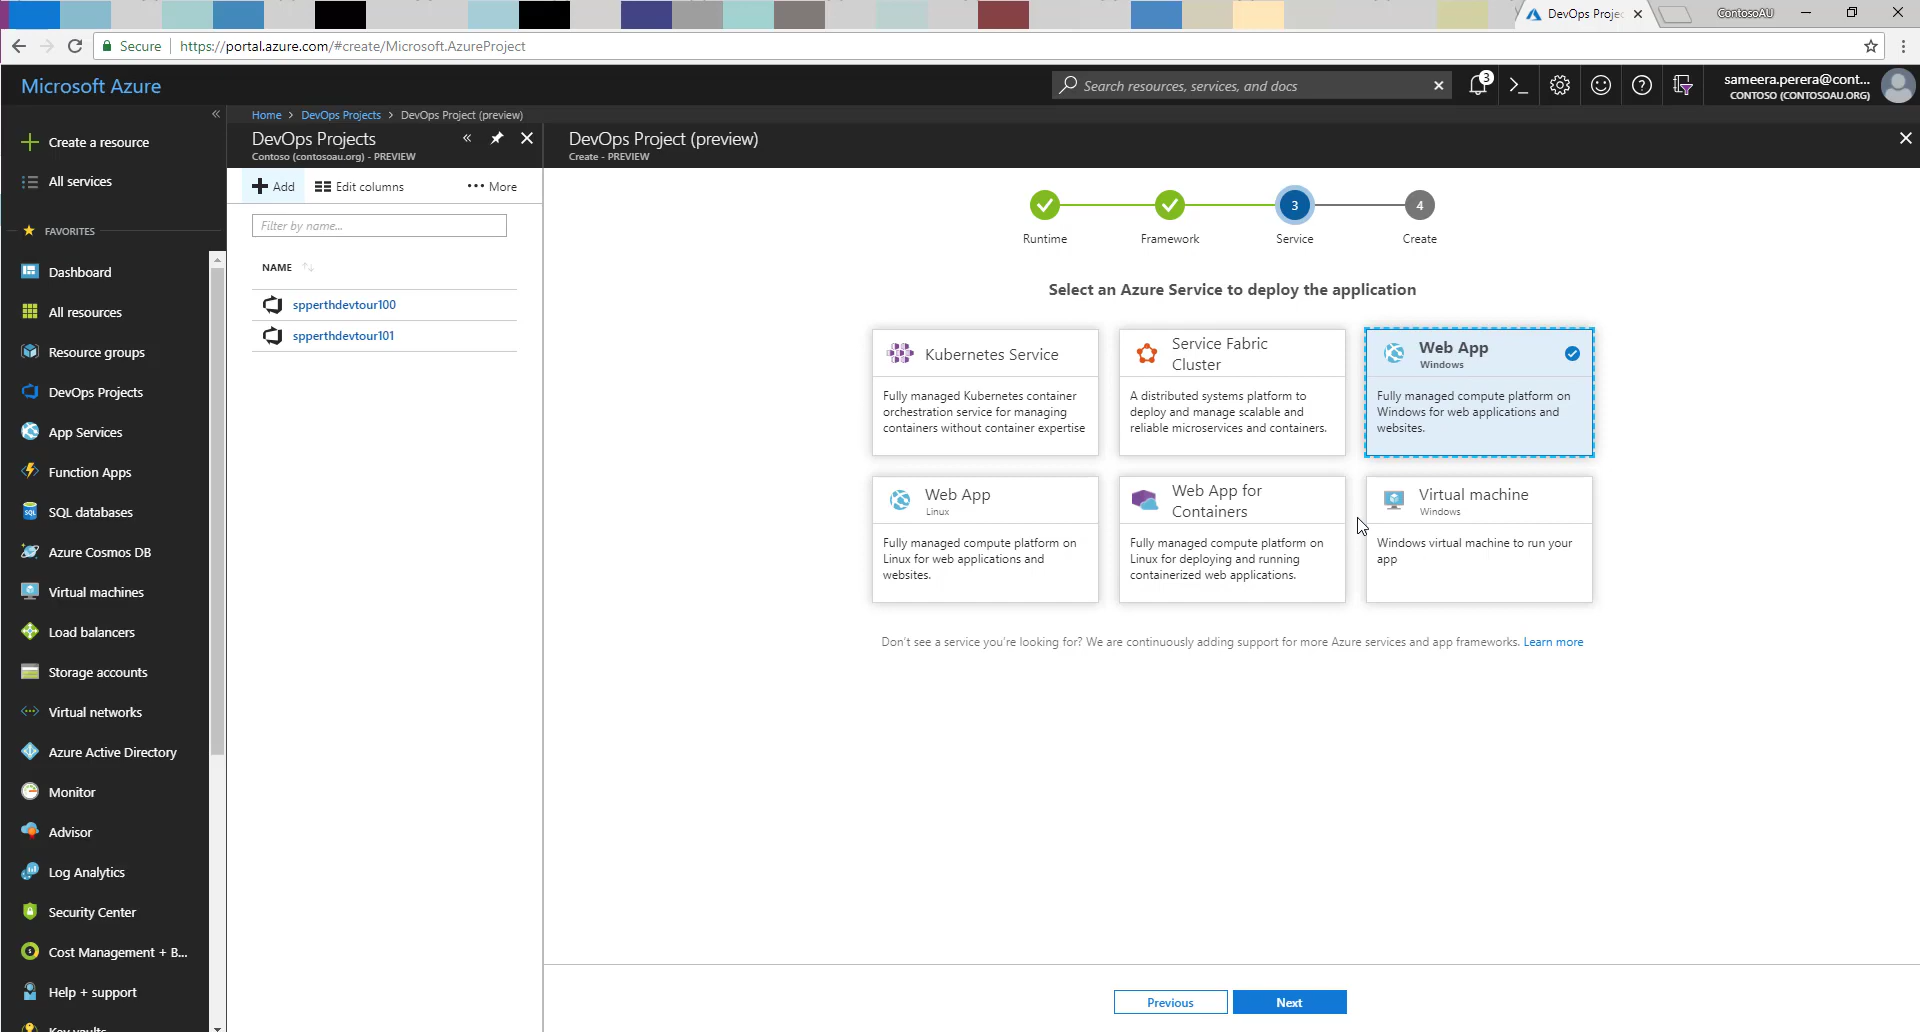 DevOps Projec
ContosoAU
Secure
https://portal.azure.com/#create/Microsoft.AzureProject
Microsoft Azure
Search resources, services, and docs
3
sameera.perera@cont...
CONTOSO (CONTOSOAU.ORG)
Create a resource
All services
FAVORITES
Dashboard
All resources
Resource groups
DevOps Projects
App Services
Function Apps
SQL databases
Azure Cosmos DB
Virtual machines
Load balancers
Storage accounts
Virtual networks
Azure Active Directory
Monitor
Advisor
Log Analytics
Security Center
Cost Management + B...
Help + support
Key vaults
Home > DevOps Projects > DevOps Project (preview)
DevOps Projects
Contoso (contosoau.org) - PREVIEW
Add
Edit columns
More
Filter by name...
NAME
spperthdevtour100
spperthdevtour101
DevOps Project (preview)
Create - PREVIEW
3
4
Runtime
Framework
Service
Create
Select an Azure Service to deploy the application
Kubernetes Service
Fully managed Kubernetes container
orchestration service for managing
containers without container expertise
Service Fabric
Cluster
A distributed systems platform to
deploy and manage scalable and
reliable microservices and containers.
Web App
Windows
Fully managed compute platform on
Windows for web applications and
websites.
Web App
Linux
Fully managed compute platform on
Linux for web applications and
websites.
Web App for
Containers
Fully managed compute platform on
Linux for deploying and running
containerized web applications.
Virtual machine
Windows
Windows virtual machine to run your
app
Don't see a service you're looking for? We are continuously adding support for more Azure services and app frameworks. Learn more
Previous
Next